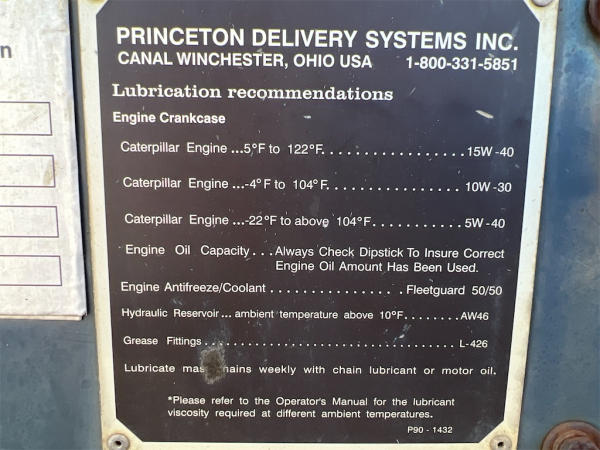 n
PRINCETON DELIVERY SYSTEMS INC.
CANAL WINCHESTER, OHIO USA 1-800-331-5851
Lubrication recommendations
Engine Crankcase
Caterpillar Engine ...5°F to 122°F. . . . . . . . . . . . . . . . . . . . . 15W -40
Caterpillar Engine ...-4°F to 104°F. . . . . . . . . . . . . . . . . . . . 10W -30
Caterpillar Engine ...-22°F to above 104°F. . . . . . . . . . . . . 5W -40
Engine Oil Capacity . . . Always Check Dipstick To Insure Correct
Engine Oil Amount Has Been Used.
Engine Antifreeze/Coolant . . . . . . . . . . . . . . . Fleetguard 50/50
Hydraulic Reservoir ... ambient temperature above 10°F. . . . . . . . AW46
Grease Fittings. . . . . . . . . . . . . . . . . . . . . . . . . . . . . . . . . . . . L-426
Lubricate mas hains weekly with chain lubricant or motor oil.
*Please refer to the Operator's Manual for the lubricant
viscosity required at different ambient temperatures.
P90 - 1432